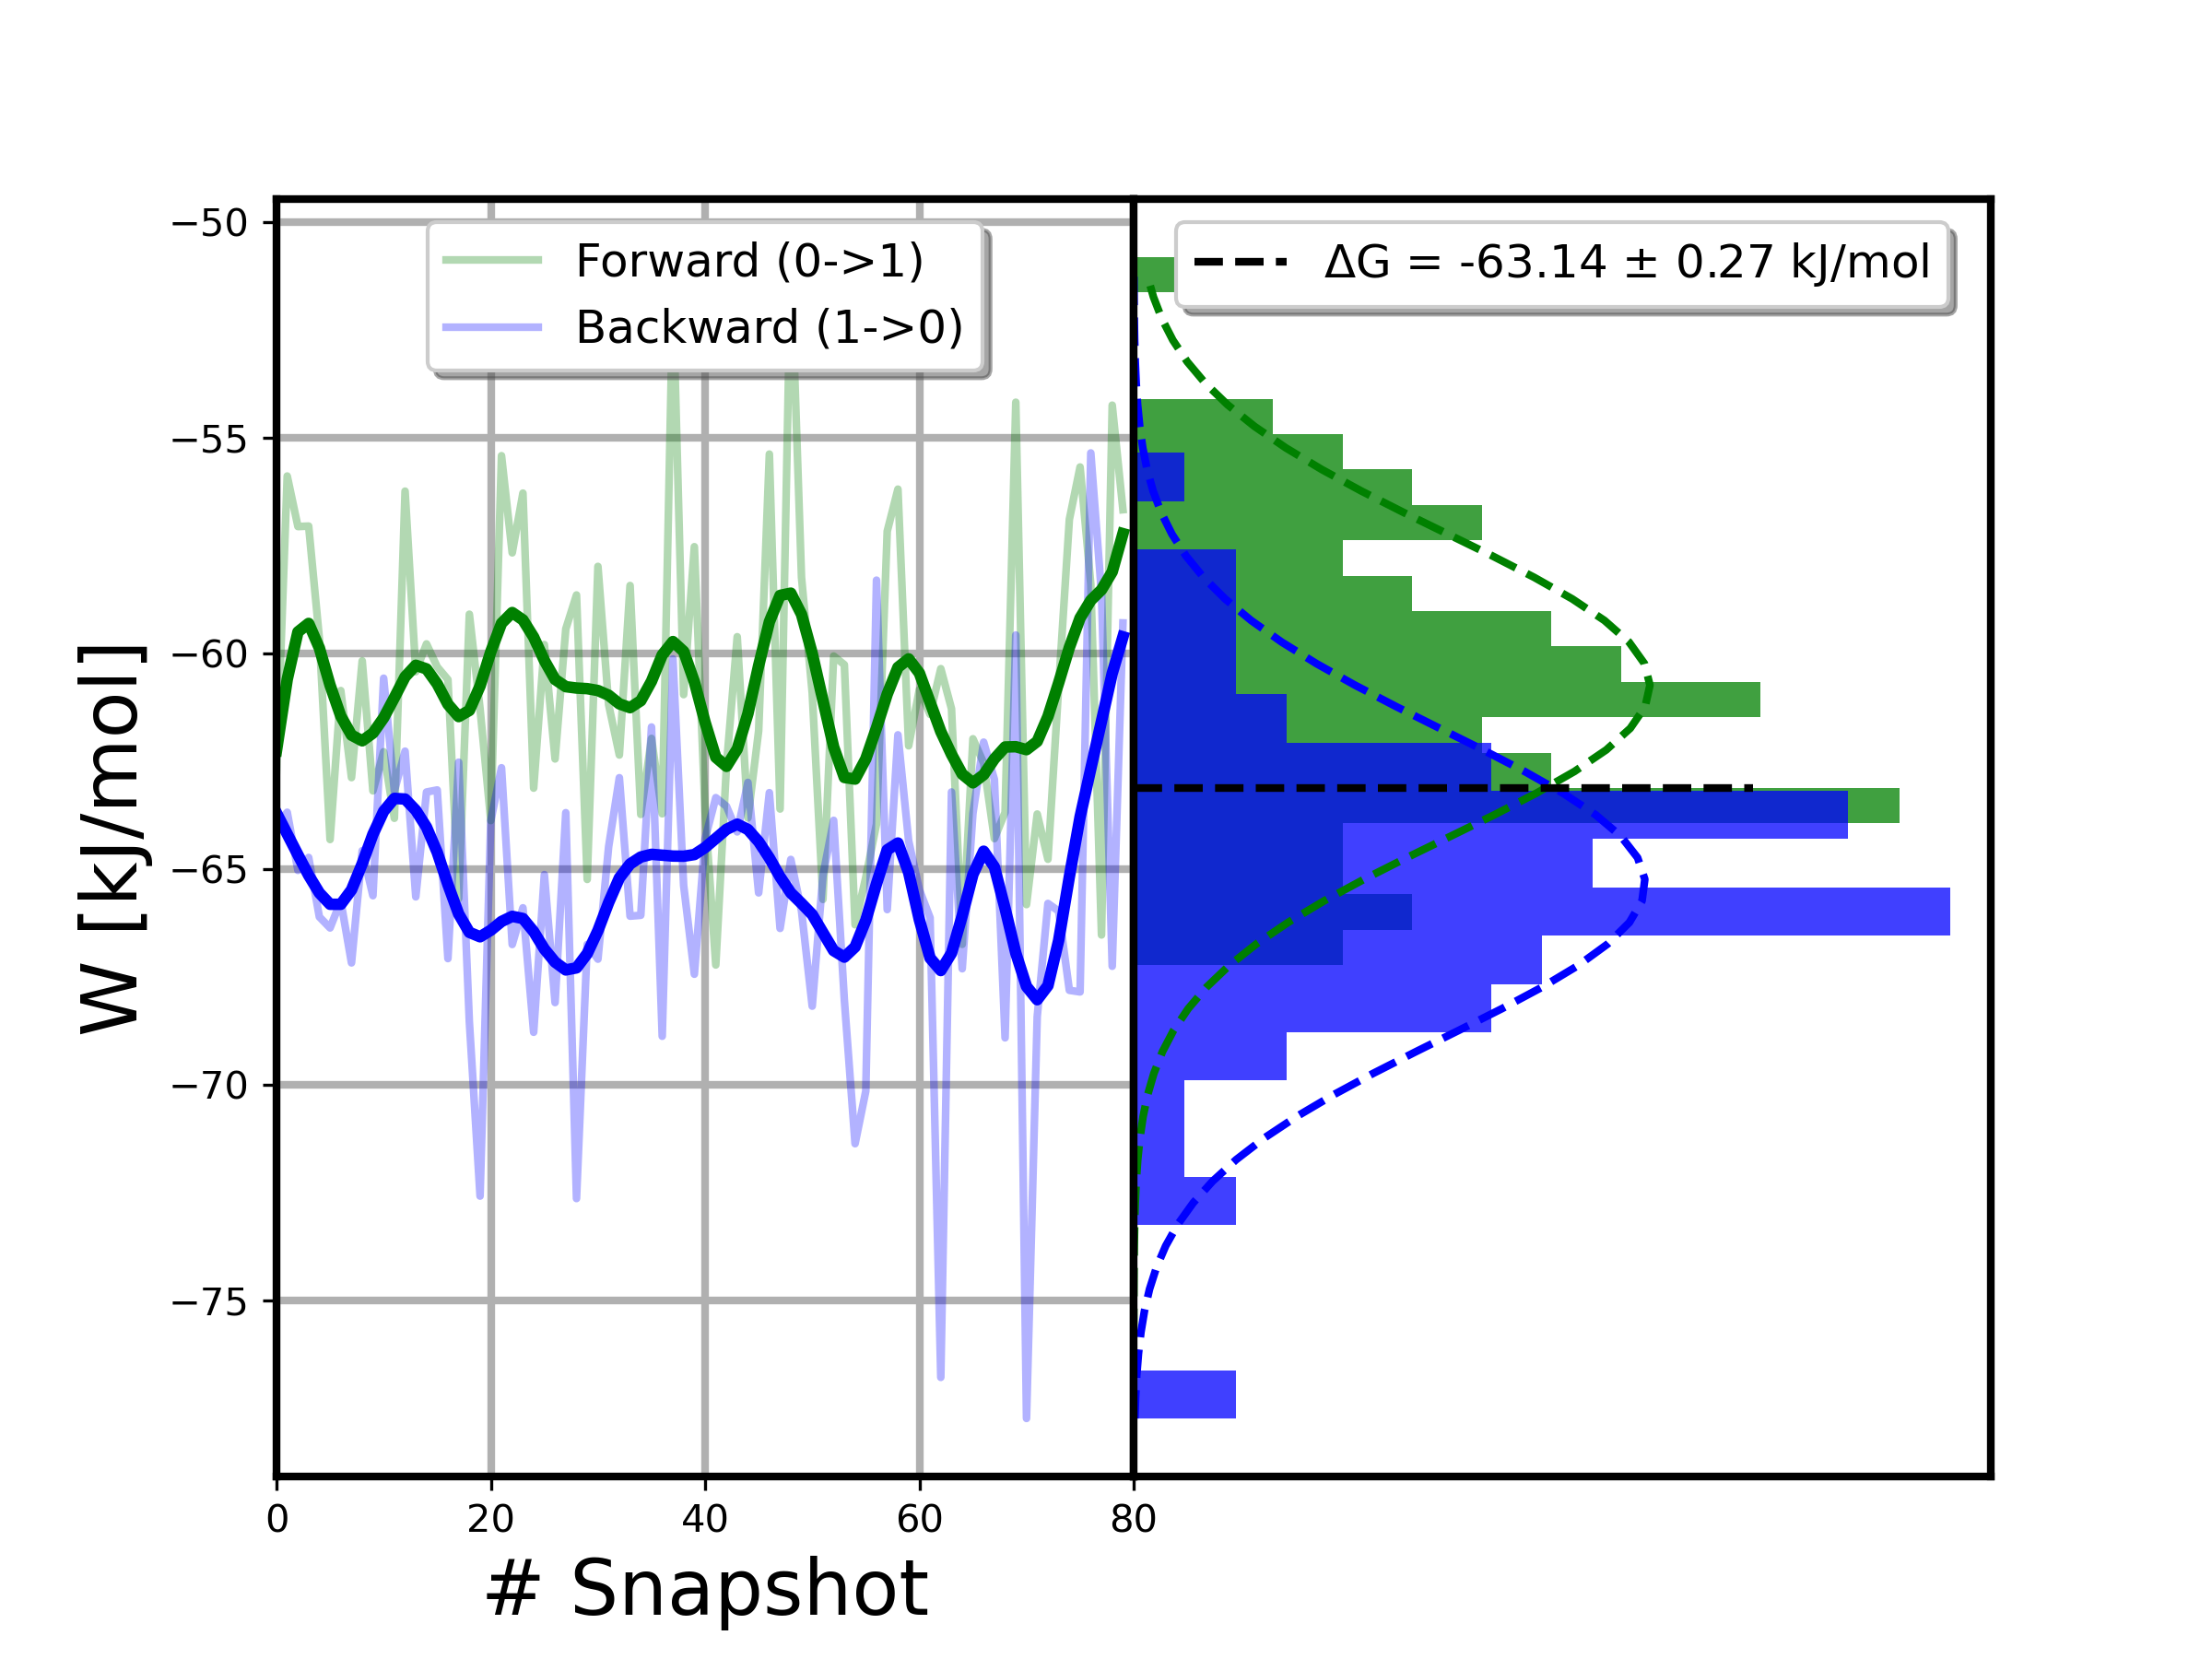 Forward (0->1)
Backward (1->0)
ΔG = -63.14 ± 0.27 kJ/mol
−50
−55
−60
−65
−70
−75
W [kJ/mol]
0 20 40 60 80
# Snapshot